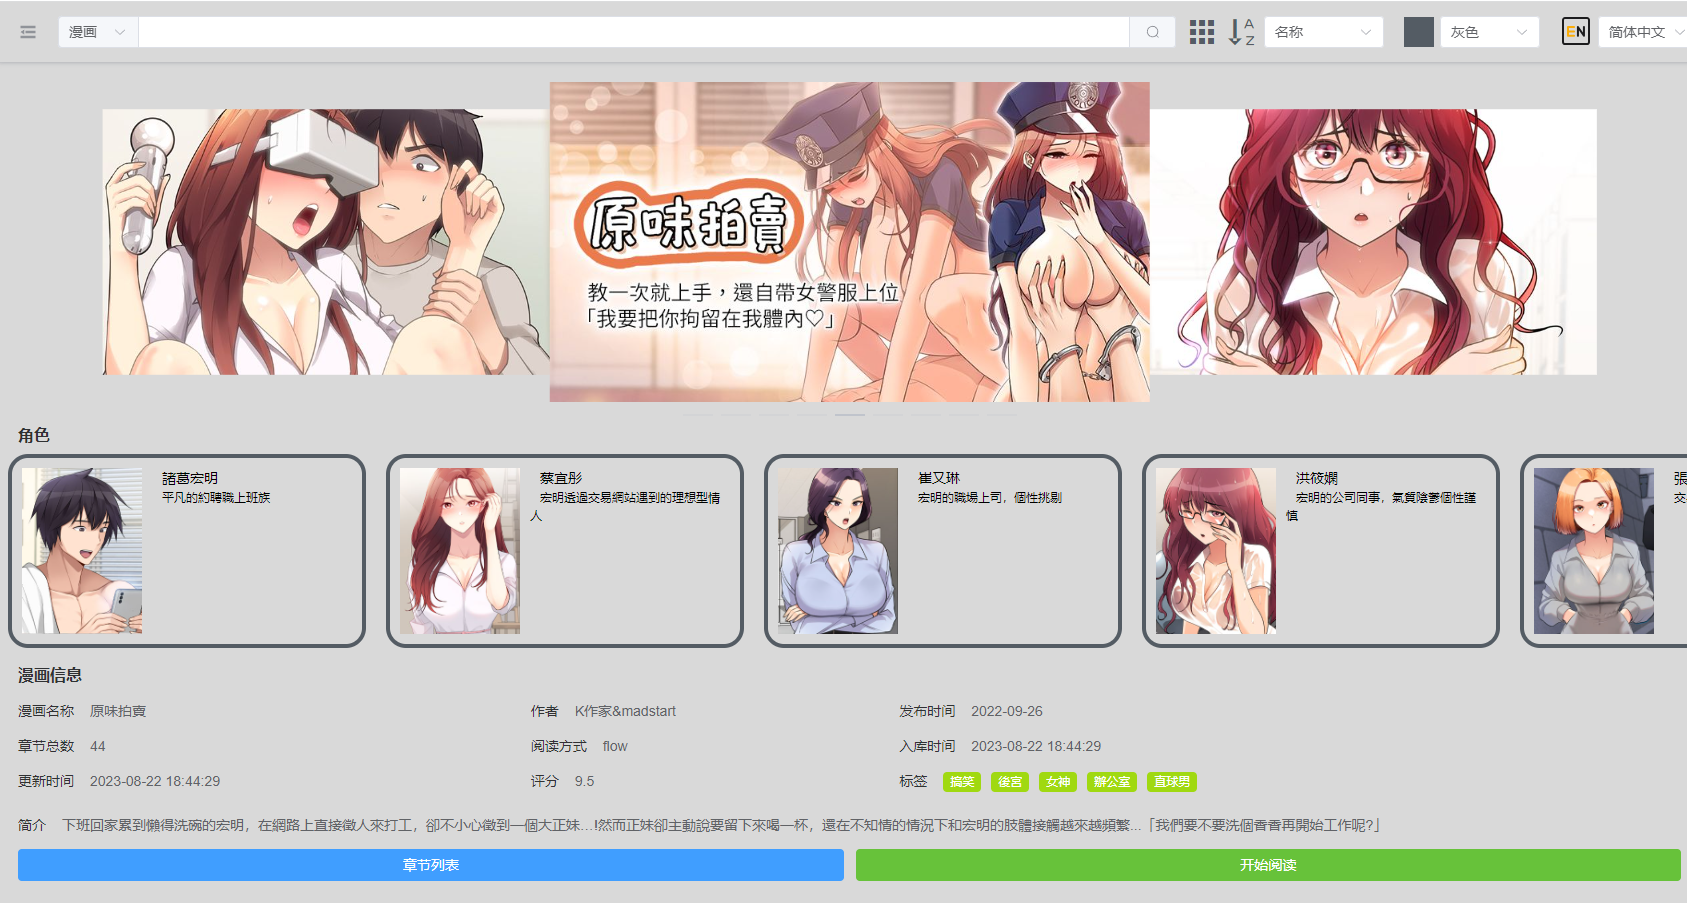 漫画
名称
灰色
EN
简体中文
A
Z
原味拍賣
教一次就上手，還自帶女警服上位
「我要把你拘留在我體內♡」
角色
諸葛宏明
平凡的約聘職上班族
蔡宜彤
宏明透過交易網站遇到的理想型情
人
崔又琳
宏明的職場上司，個性挑剔
洪筱嫻
宏明的公司同事，氣質陰鬱個性謹
慎
張
交
漫画信息
漫画名称 原味拍賣
作者 K作家&madstart
发布时间 2022-09-26
章节总数 44
阅读方式 flow
入库时间 2023-08-22 18:44:29
更新时间 2023-08-22 18:44:29
评分 9.5
标签 搞笑 後宮 女神 辦公室 直球男
简介 下班回家累到懶得洗碗的宏明，在網路上直接徵人來打工，卻不小心徵到一個大正妹…!然而正妹卻主動說要留下來喝一杯，還在不知情的情況下和宏明的肢體接觸越來越頻繁...「我們要不要洗個香香再開始工作呢?」
章节列表
开始阅读